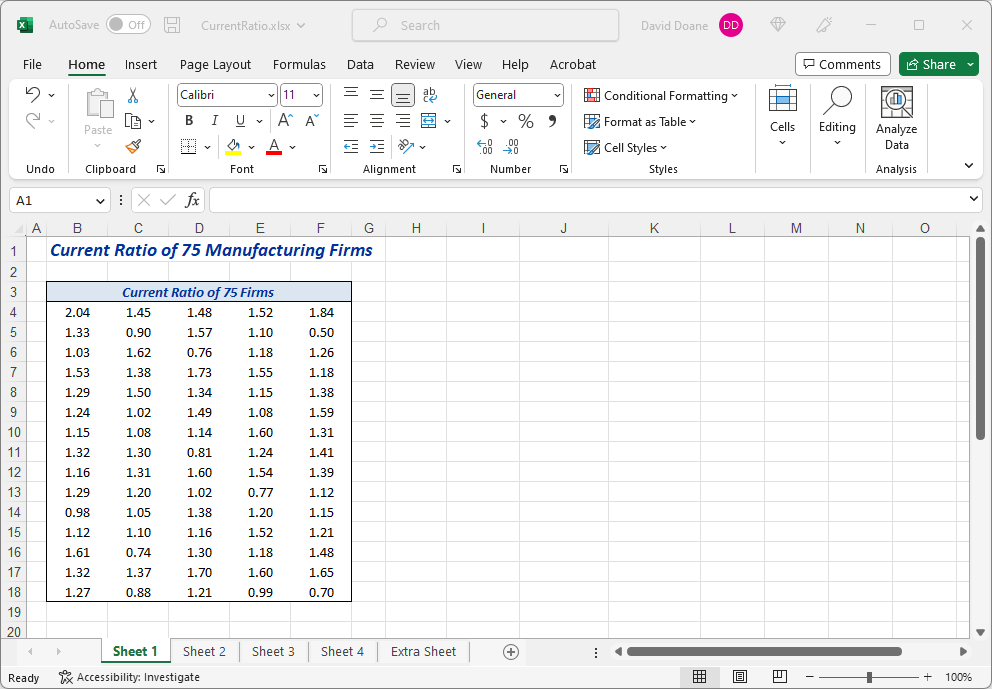 AutoSave Off CurrentRatio.xlsx Search David Doane DD
File Home Insert Page Layout Formulas Data Review View Help Acrobat Comments Share
Calibri 11 ab General Conditional Formatting
Paste B I U A A $ % 9 Format as Table Cells Editing Analyze Data
A .00 .00 Cell Styles
Undo Clipboard Font Alignment Number Styles Analysis
A1 fx
A B C D E F G H I J K L M N O
1 Current Ratio of 75 Manufacturing Firms
2
3 Current Ratio of 75 Firms
4 2.04 1.45 1.48 1.52 1.84
5 1.33 0.90 1.57 1.10 0.50
6 1.03 1.62 0.76 1.18 1.26
7 1.53 1.38 1.73 1.55 1.18
8 1.29 1.50 1.34 1.15 1.38
9 1.24 1.02 1.49 1.08 1.59
10 1.15 1.08 1.14 1.60 1.31
11 1.32 1.30 0.81 1.24 1.41
12 1.16 1.31 1.60 1.54 1.39
13 1.29 1.20 1.02 0.77 1.12
14 0.98 1.05 1.38 1.20 1.15
15 1.12 1.10 1.16 1.52 1.21
16 1.61 0.74 1.30 1.18 1.48
17 1.32 1.37 1.70 1.60 1.65
18 1.27 0.88 1.21 0.99 0.70
19
20
Sheet 1 Sheet 2 Sheet 3 Sheet 4 Extra Sheet
Ready Accessibility: Investigate 100%